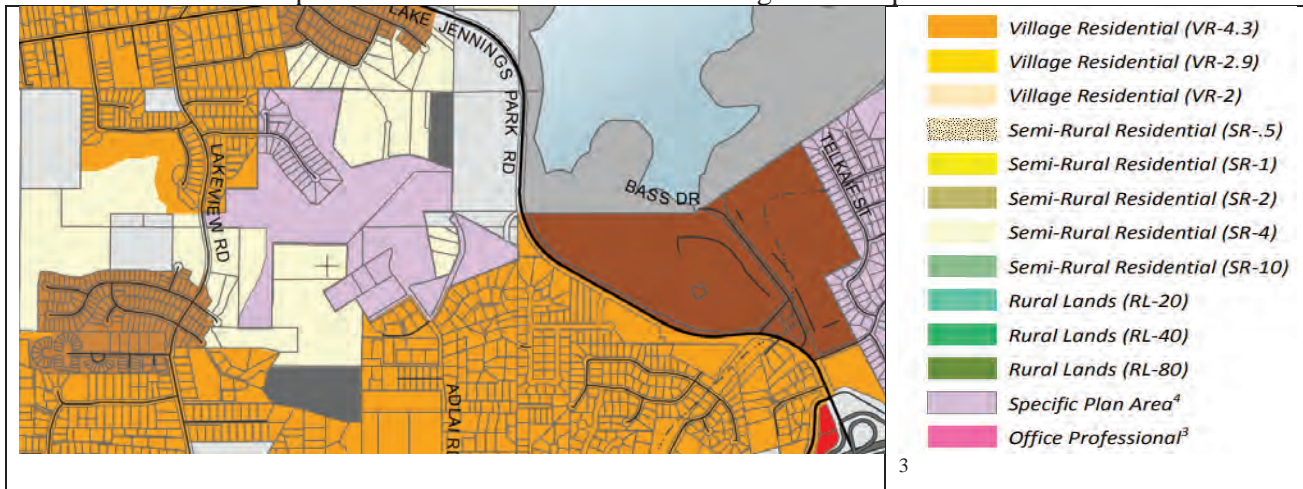 LAKE JENNINGS PARK RD
LAKEVIEW RD
BASS DR
TELKAIF ST
ADLAI RD
Village Residential (VR-4.3)
Village Residential (VR-2.9)
Village Residential (VR-2)
Semi-Rural Residential (SR-.5)
Semi-Rural Residential (SR-1)
Semi-Rural Residential (SR-2)
Semi-Rural Residential (SR-4)
Semi-Rural Residential (SR-10)
Rural Lands (RL-20)
Rural Lands (RL-40)
Rural Lands (RL-80)
Specific Plan Area⁴
Office Professional³
3